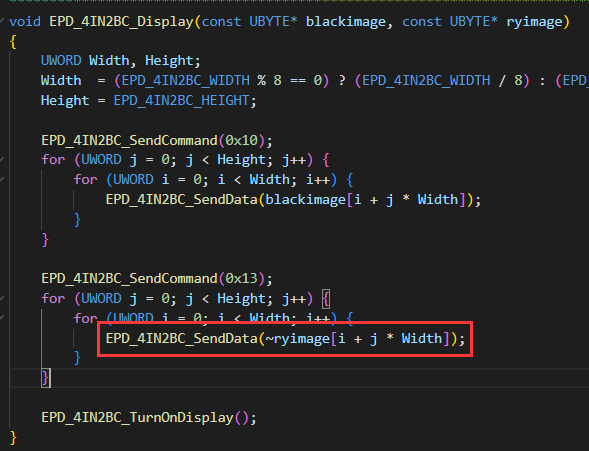 void EPD_4IN2BC_Display(const UBYTE* blackimage, const UBYTE* ryimage)
{
    UWORD Width, Height;
    Width  = (EPD_4IN2BC_WIDTH % 8 == 0) ? (EPD_4IN2BC_WIDTH / 8) : (EPD_
    Height = EPD_4IN2BC_HEIGHT;
    EPD_4IN2BC_SendCommand(0x10);
    for (UWORD j = 0; j < Height; j++) {
        for (UWORD i = 0; i < Width; i++) {
            EPD_4IN2BC_SendData(blackimage[i + j * Width]);
        }
    }
    EPD_4IN2BC_SendCommand(0x13);
    for (UWORD j = 0; j < Height; j++) {
        for (UWORD i = 0; i < Width; i++) {
            EPD_4IN2BC_SendData(~ryimage[i + j * Width]);
        }
    }
    EPD_4IN2BC_TurnOnDisplay();
}